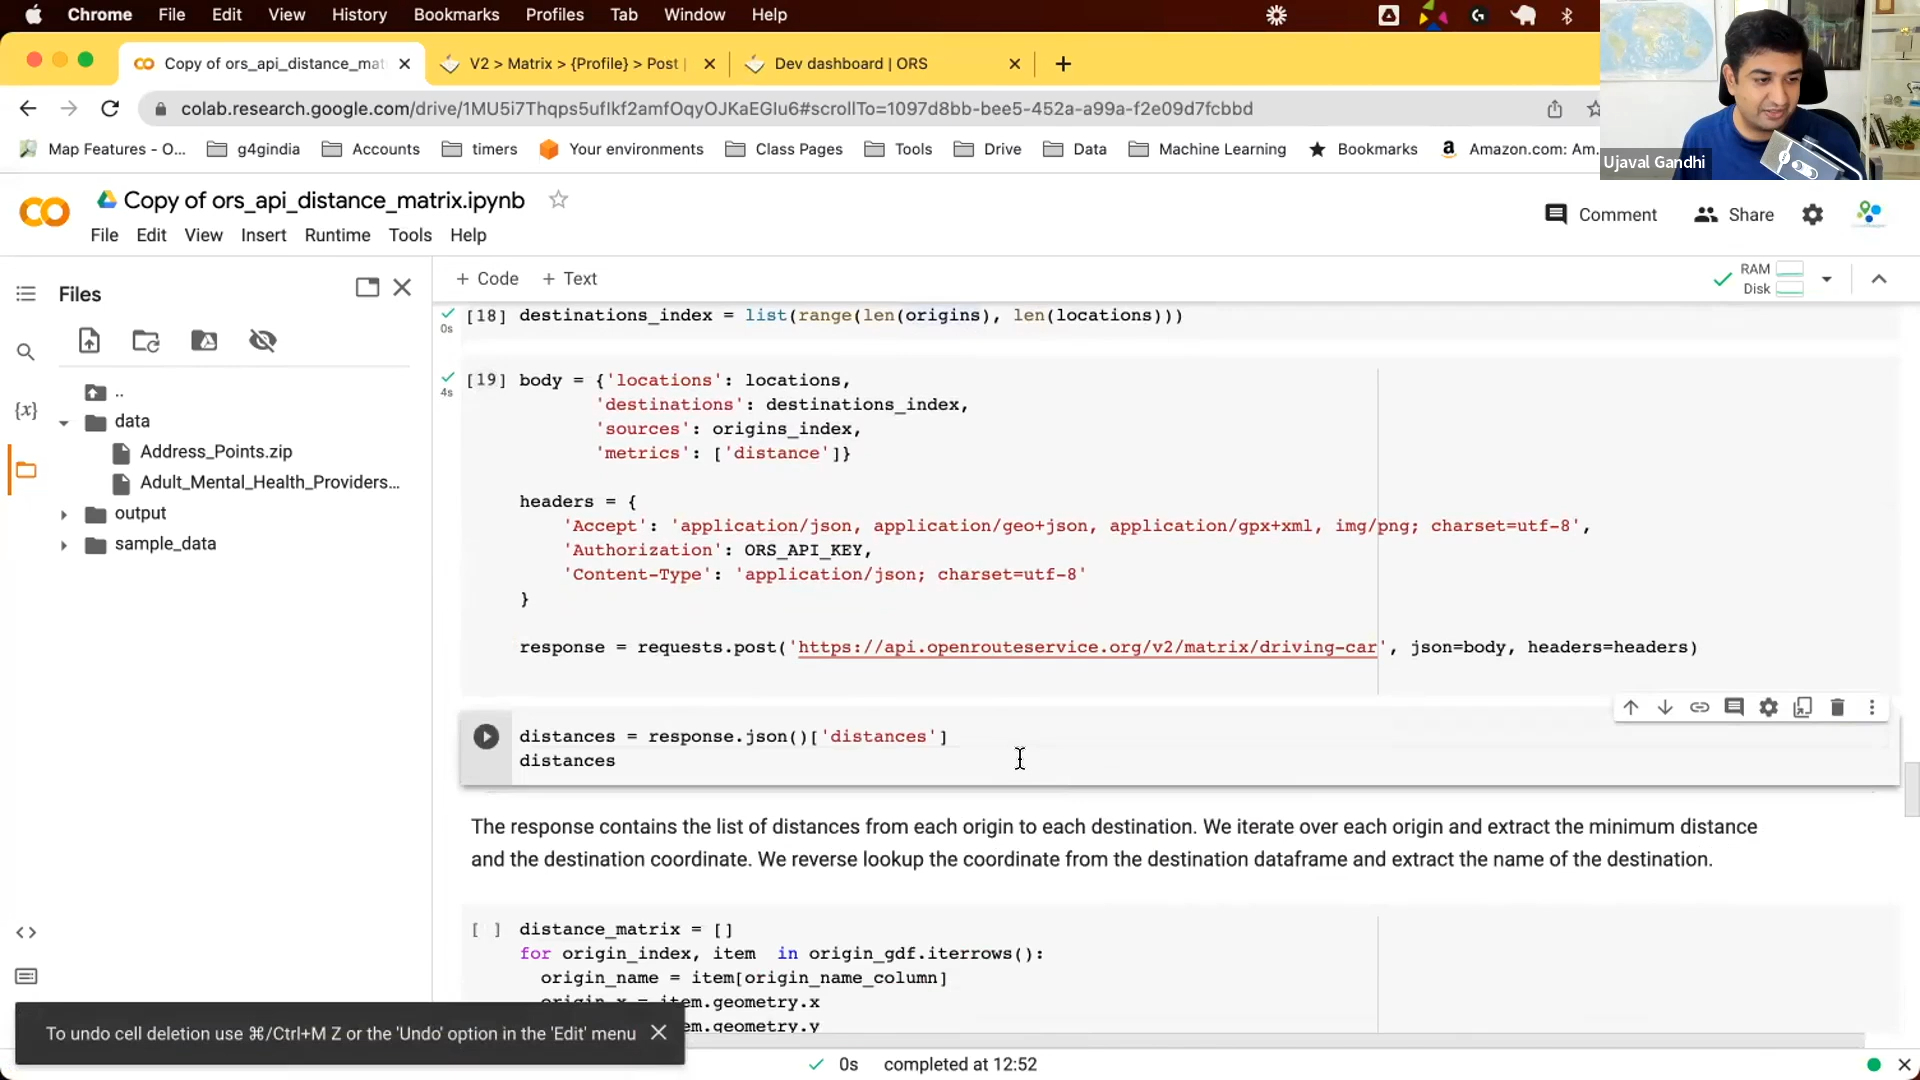 Chrome File Edit View History Bookmarks Profiles Tab Window Help
Copy of ors_api_distance_mat
V2 > Matrix > {Profile} > Post |
Dev dashboard | ORS
colab.research.google.com/drive/1MU5i7Thqps5uflkf2amfOqyOJKaEGlu6#scrollTo=1097d8bb-bee5-452a-a99a-f2e09d7fcbbd
Map Features - O... g4gindia Accounts timers Your environments Class Pages Tools Drive Data Machine Learning Bookmarks Amazon.com: Am.
Ujaval Gandhi
Copy of ors_api_distance_matrix.ipynb
File Edit View Insert Runtime Tools Help
Comment Share
Files
+ Code + Text
RAM
Disk
..
data
Address_Points.zip
Adult_Mental_Health_Providers...
output
sample_data
0s
[18] destinations_index = list(range(len(origins), len(locations)))
4s
[19] body = {'locations': locations,
'destinations': destinations_index,
'sources': origins_index,
'metrics': ['distance']}
headers = {
'Accept': 'application/json, application/geo+json, application/gpx+xml, img/png; charset=utf-8',
'Authorization': ORS_API_KEY,
'Content-Type': 'application/json; charset=utf-8'
}
response = requests.post('https://api.openrouteservice.org/v2/matrix/driving-car', json=body, headers=headers)
distances = response.json()['distances']
distances
The response contains the list of distances from each origin to each destination. We iterate over each origin and extract the minimum distance
and the destination coordinate. We reverse lookup the coordinate from the destination dataframe and extract the name of the destination.
[ ] distance_matrix = []
for origin_index, item in origin_gdf.iterrows():
origin_name = item[origin_name_column]
origin_x = item.geometry.x
em.geometry.y
To undo cell deletion use ⌘/Ctrl+M Z or the 'Undo' option in the 'Edit' menu
0s completed at 12:52